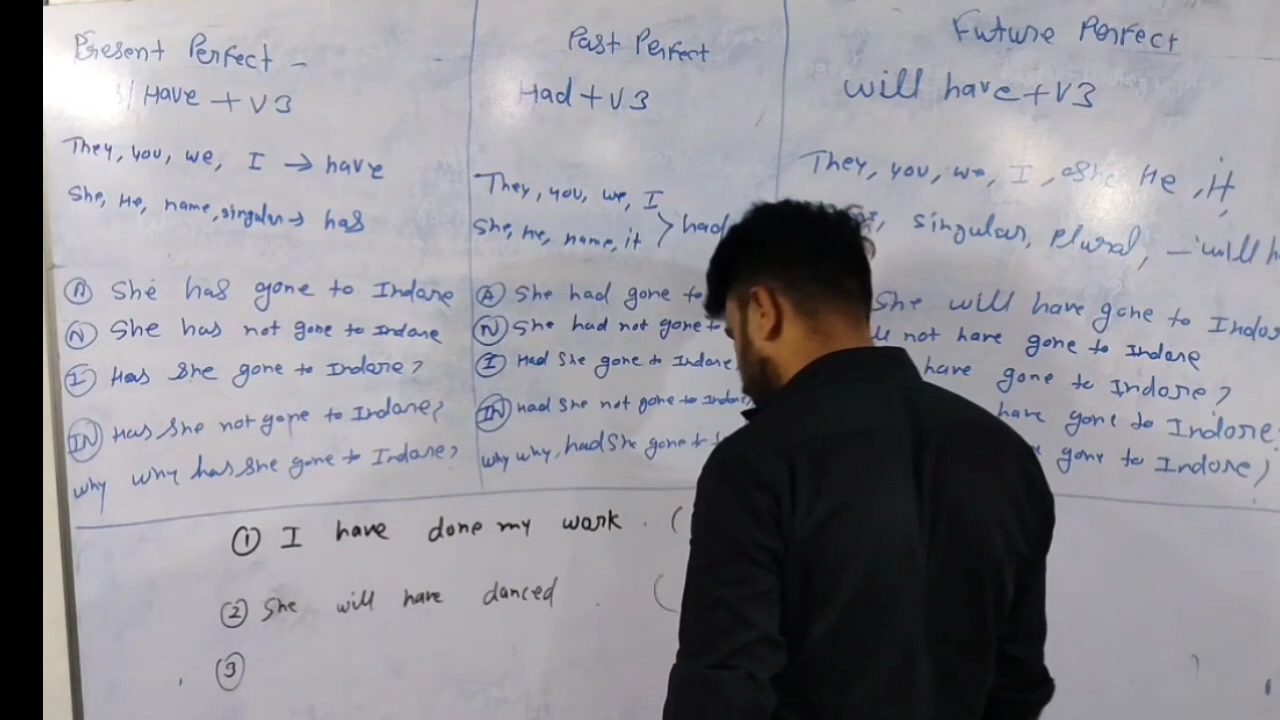 Present Perfect -
Have + V3
They, you, we, I → have
She, He, name, singular → has
Ⓐ She has gone to Indore
Ⓝ She has not gone to Indore
Ⓘ Has She gone to Indore?
ⒾⓃ Has she not gone to Indore?
why why has she gone to Indore?
Past Perfect
Had + V3
They, you, we, I
She, He, name, it > had
Ⓐ She had gone to
Ⓝ She had not gone to
Ⓘ Had She gone to Indore
ⒾⓃ Had She not gone to Indore
why why, had She gone to
Future Perfect
will have + V3
They, you, we, I, She He, it,
singular, Plural, - will
She will have gone to Indor
not have gone to Indore
have gone to Indore?
have gone to Indore?
gone to Indore?
① I have done my work . (
② She will have danced . (
③